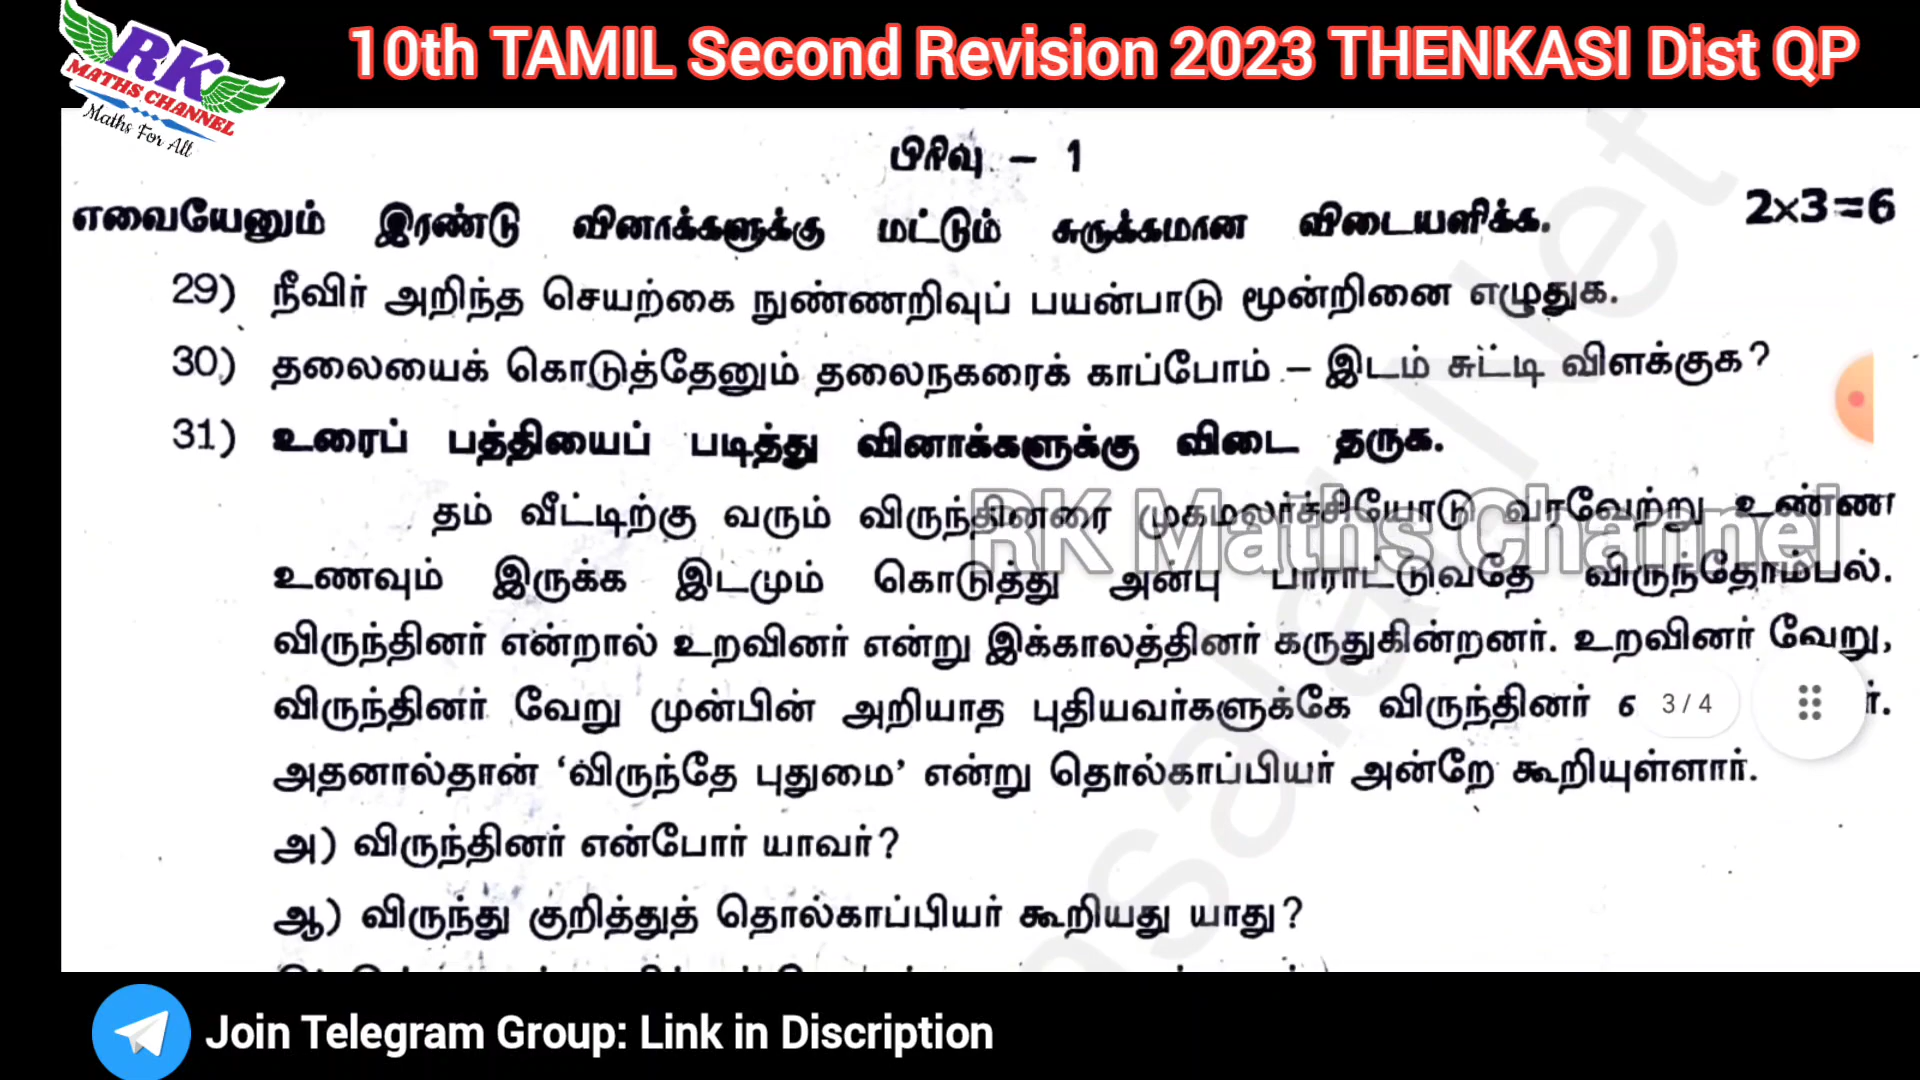 RK
MATHS CHANNEL
Maths For All
10th TAMIL Second Revision 2023 THENKASI Dist QP
பிரிவு - 1
எவையேனும் இரண்டு வினாக்களுக்கு மட்டும் சுருக்கமான விடையளிக்க. 2×3=6
29) நீவிர் அறிந்த செயற்கை நுண்ணறிவுப் பயன்பாடு மூன்றினை எழுதுக.
30) தலையைக் கொடுத்தேனும் தலைநகரைக் காப்போம் – இடம் சுட்டி விளக்குக?
31) உரைப் பத்தியைப் படித்து வினாக்களுக்கு விடை தருக.
தம் வீட்டிற்கு வரும் விருந்தினரை முகமலர்ச்சியோடு வரவேற்று உண்ண
RK Maths Channel
உணவும் இருக்க இடமும் கொடுத்து அன்பு பாராட்டுவதே விருந்தோம்பல்.
விருந்தினர் என்றால் உறவினர் என்று இக்காலத்தினர் கருதுகின்றனர். உறவினர் வேறு,
விருந்தினர் வேறு முன்பின் அறியாத புதியவர்களுக்கே விருந்தினர்
3/4
அதனால்தான் ‘விருந்தே புதுமை’ என்று தொல்காப்பியர் அன்றே கூறியுள்ளார்.
அ) விருந்தினர் என்போர் யாவர்?
ஆ) விருந்து குறித்துத் தொல்காப்பியர் கூறியது யாது?
Join Telegram Group: Link in Discription